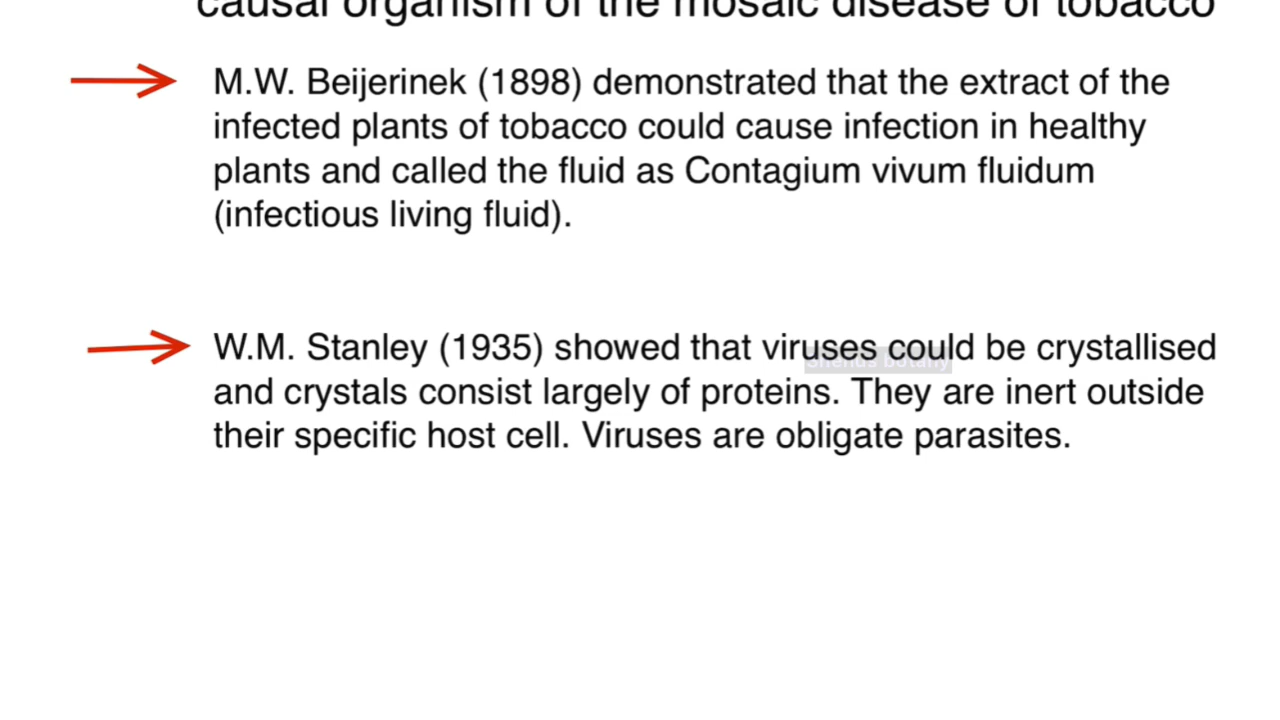 causal organism of the mosaic disease of tobacco
M.W. Beijerinek (1898) demonstrated that the extract of the
infected plants of tobacco could cause infection in healthy
plants and called the fluid as Contagium vivum fluidum
(infectious living fluid).
W.M. Stanley (1935) showed that viruses could be crystallised
and crystals consist largely of proteins. They are inert outside
their specific host cell. Viruses are obligate parasites.